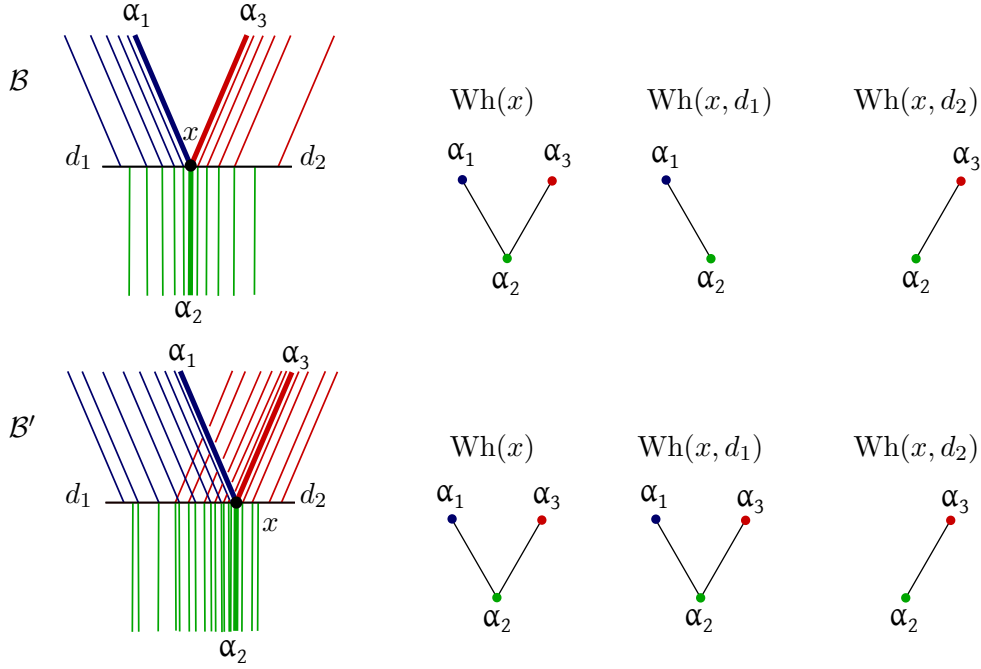 α₁ α₃
ℬ
x
d₁ d₂
α₂
Wh(x) Wh(x, d₁) Wh(x, d₂)
α₁ α₃ α₁ α₃
α₂ α₂ α₂
α₁ α₃
ℬ′
d₁ d₂
x
α₂
Wh(x) Wh(x, d₁) Wh(x, d₂)
α₁ α₃ α₁ α₃ α₃
α₂ α₂ α₂